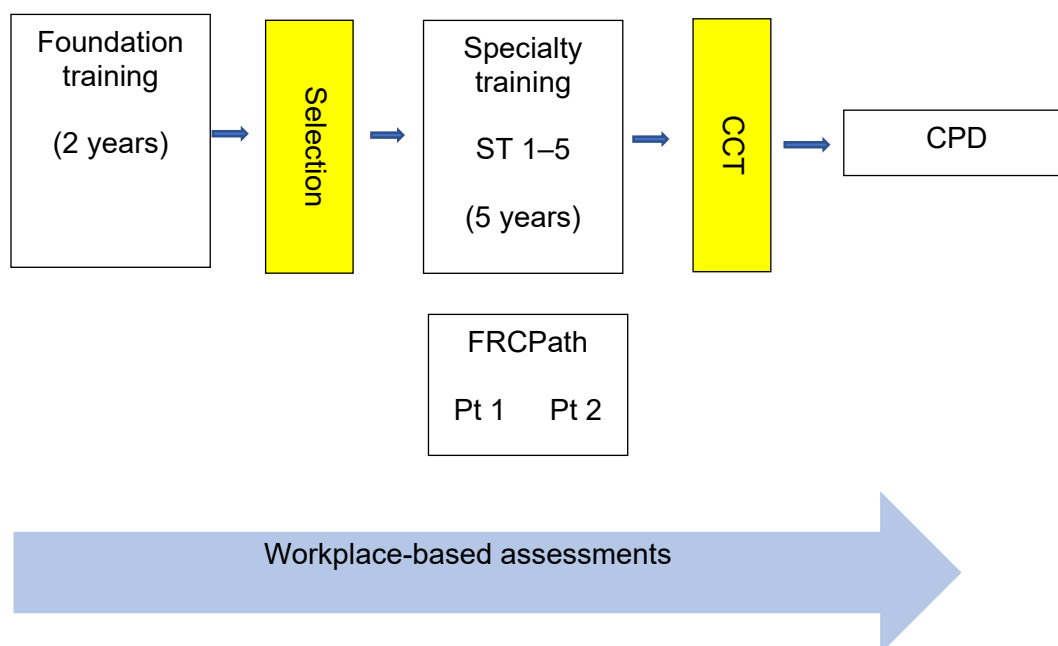 Foundation
training
(2 years)
Selection
Specialty
training
ST 1–5
(5 years)
CCT
CPD
FRCPath
Pt 1 Pt 2
Workplace-based assessments